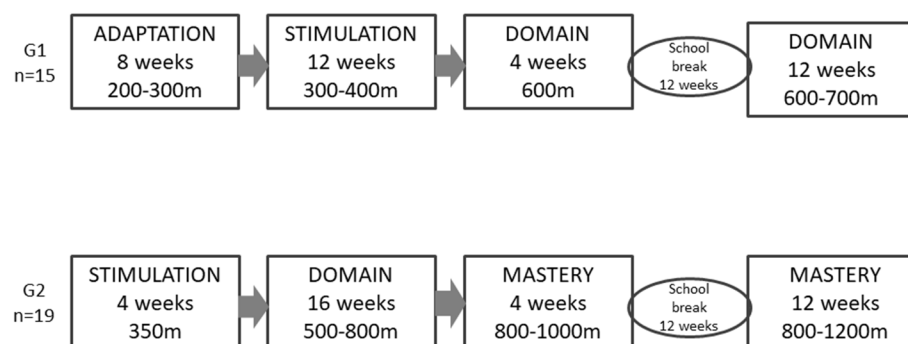 G1
n=15
ADAPTATION
8 weeks
200-300m
STIMULATION
12 weeks
300-400m
DOMAIN
4 weeks
600m
School
break
12 weeks
DOMAIN
12 weeks
600-700m
G2
n=19
STIMULATION
4 weeks
350m
DOMAIN
16 weeks
500-800m
MASTERY
4 weeks
800-1000m
School
break
12 weeks
MASTERY
12 weeks
800-1200m